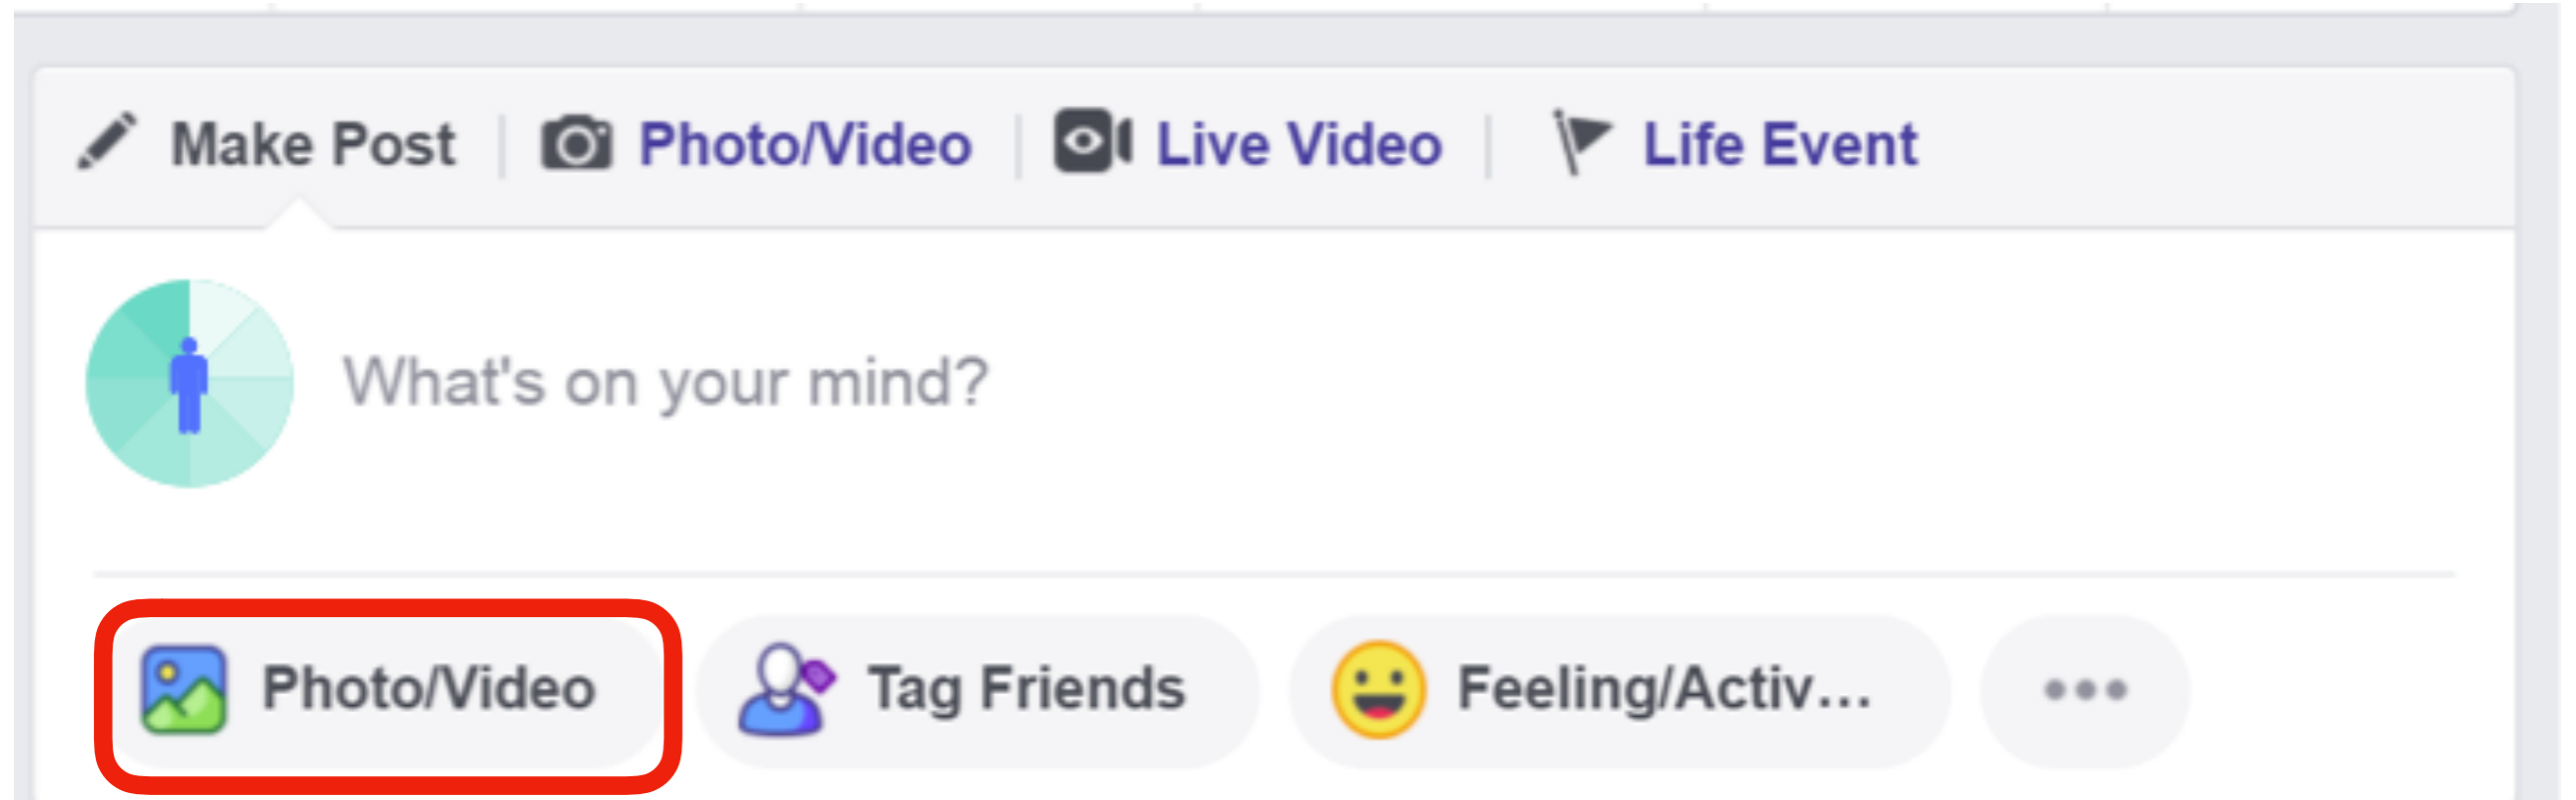 Make Post Photo/Video Live Video Life Event
What's on your mind?
Photo/Video Tag Friends Feeling/Activ...